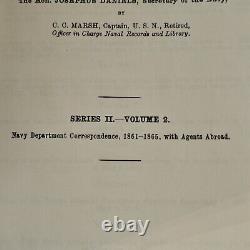 the Hon. JOSEPHUS DANIELS, Secretary of the Navy,
BY
C. C. MARSH, Captain, U. S. N., Retired,
Officer in Charge Naval Records and Library.
SERIES II.—VOLUME 2.
Navy Department Correspondence, 1861–1865, with Agents Abroad.
WorthPoint